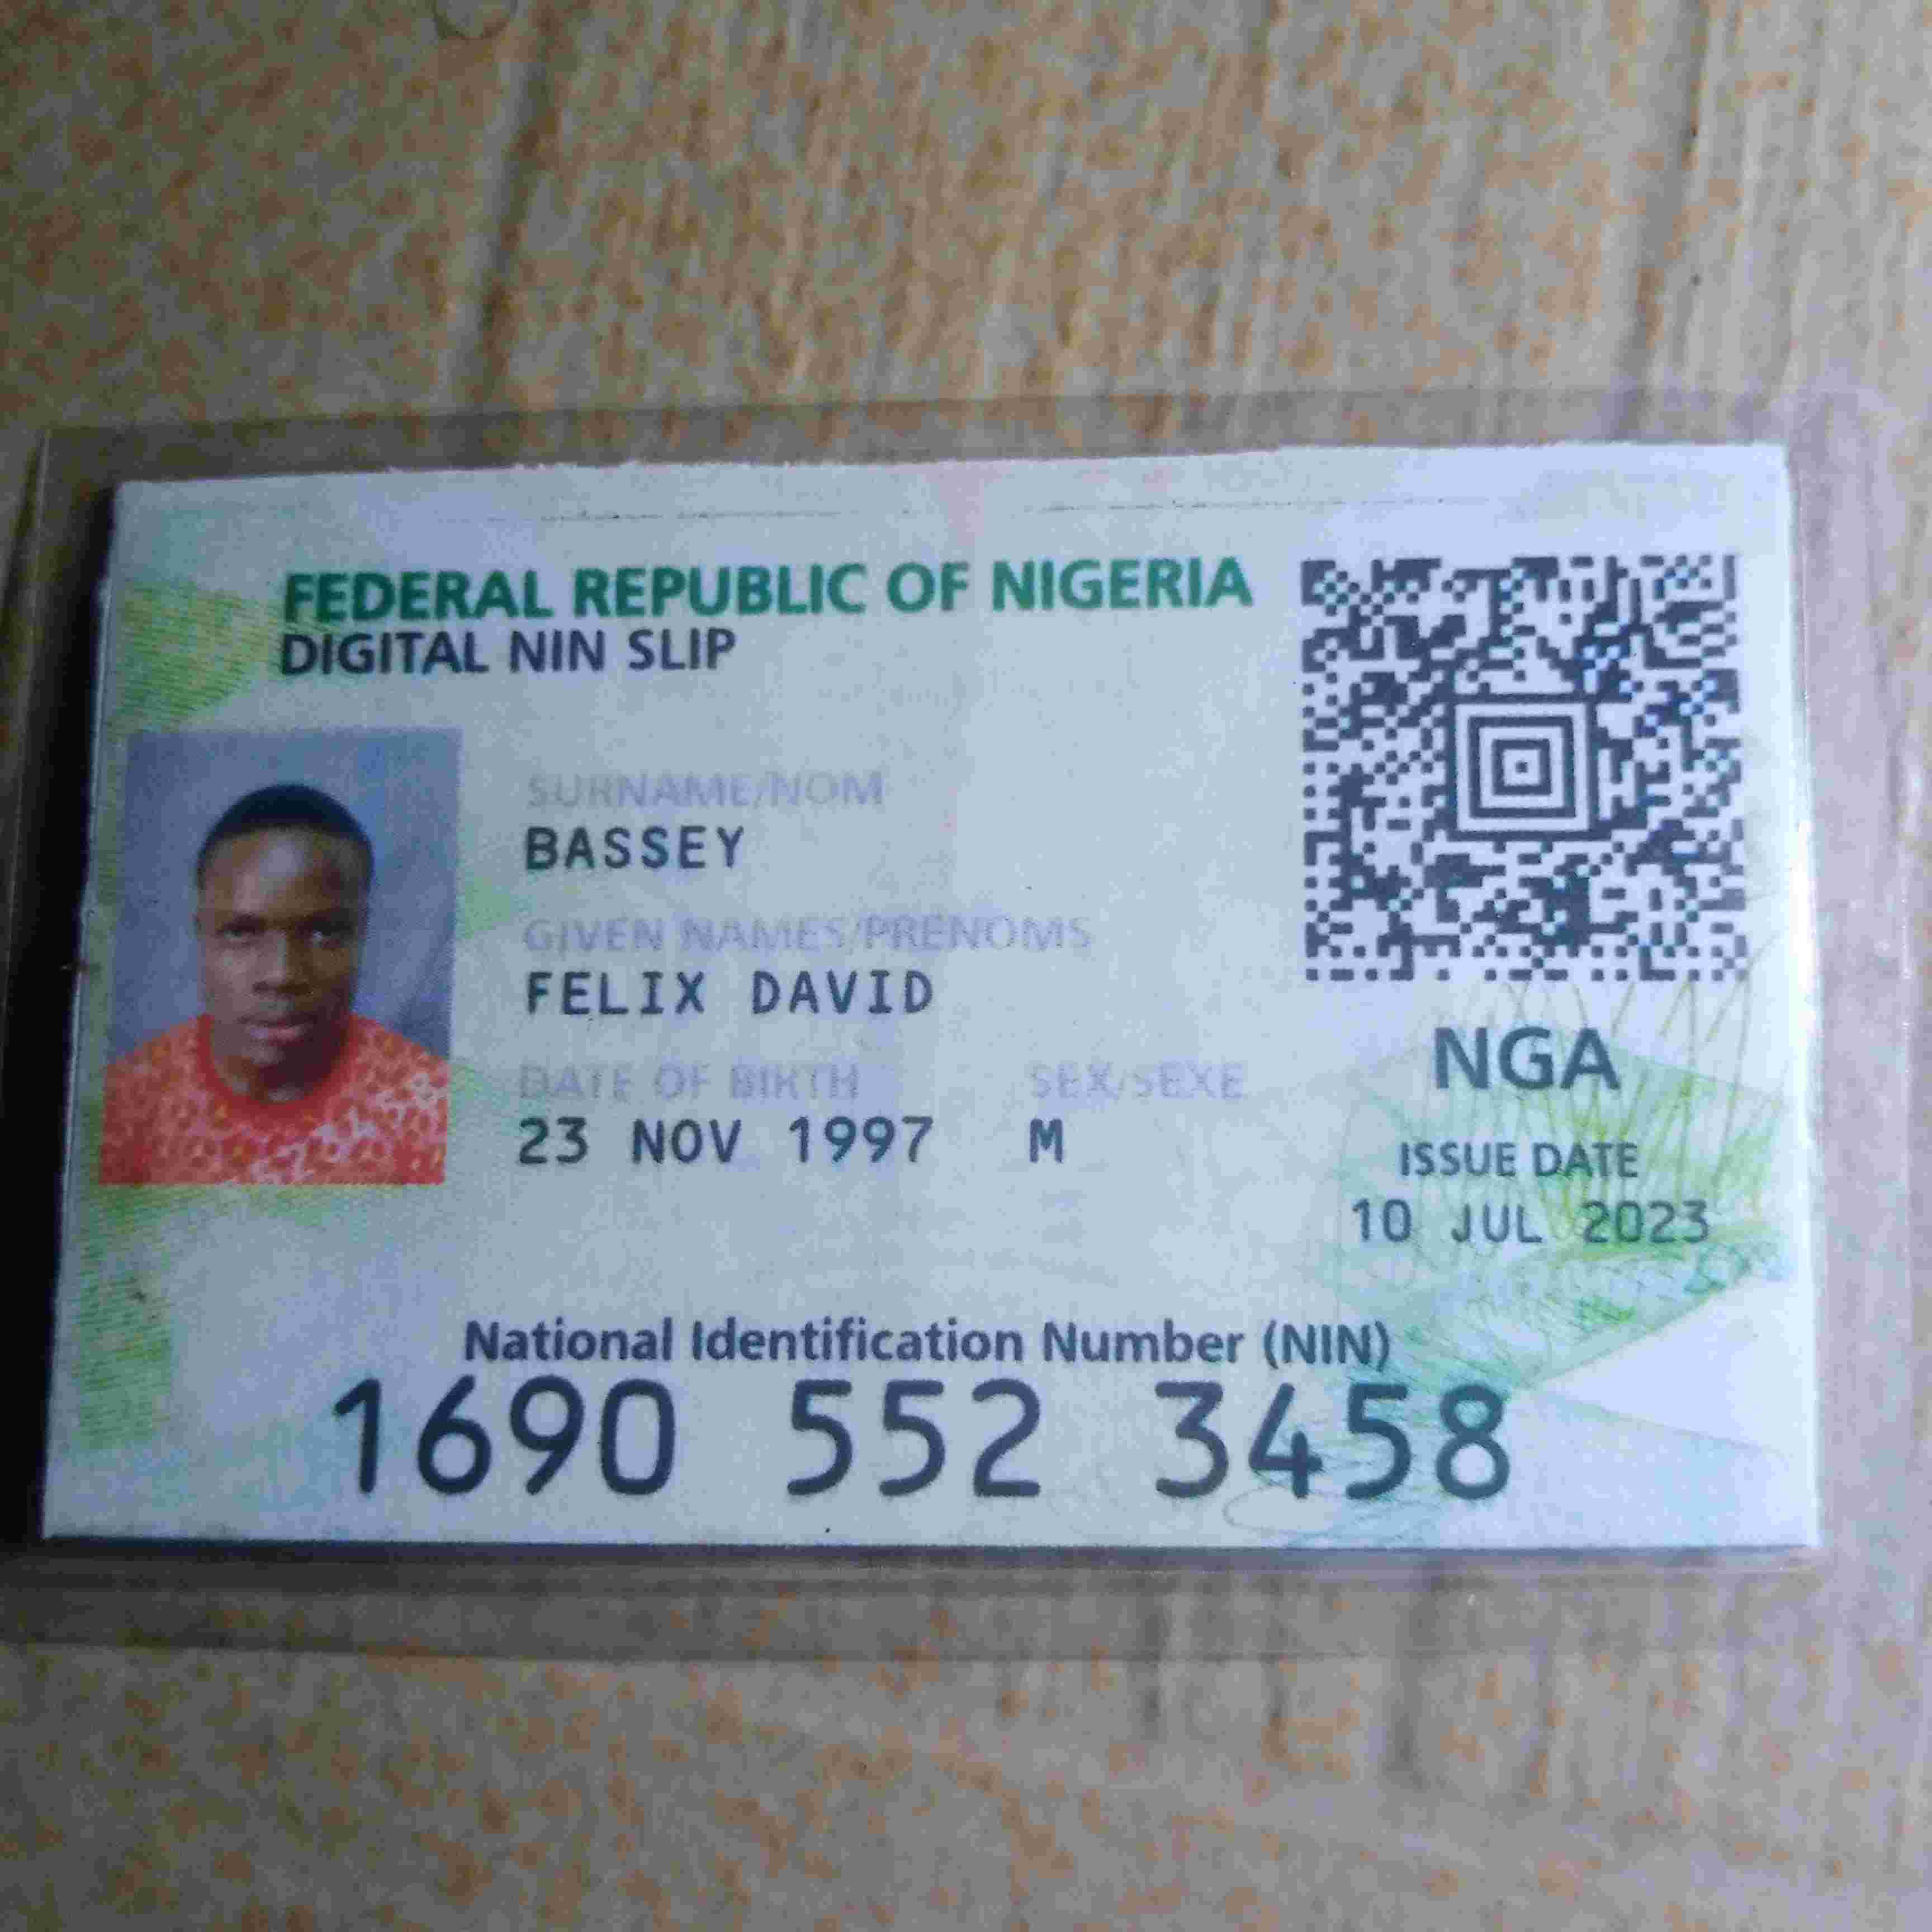 FEDERAL REPUBLIC OF NIGERIA
DIGITAL NIN SLIP
SURNAME/NOM
BASSEY
GIVEN NAMES/PRÉNOMS
FELIX DAVID
DATE OF BIRTH SEX/SEXE
23 NOV 1997 M
NGA
ISSUE DATE
10 JUL 2023
National Identification Number (NIN)
1690 552 3458